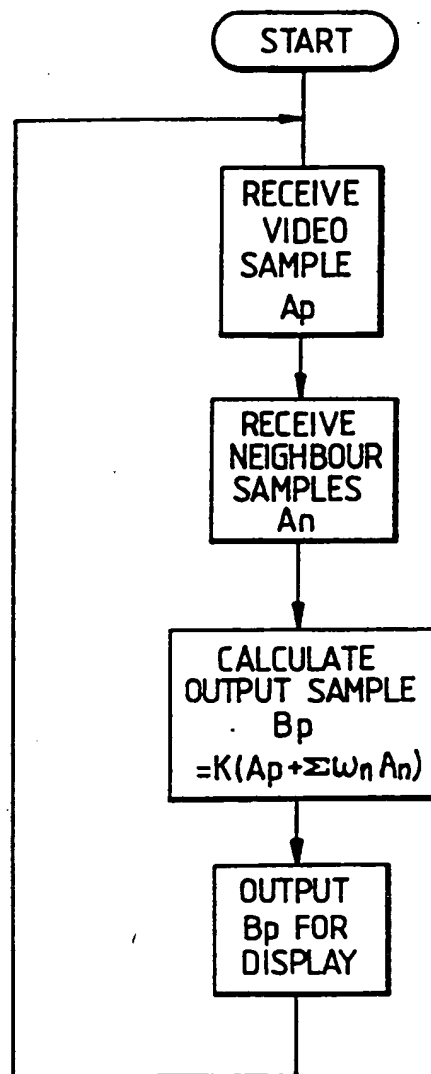 START
RECEIVE
VIDEO
SAMPLE
Ap
RECEIVE
NEIGHBOUR
SAMPLES
An
CALCULATE
OUTPUT SAMPLE
Bp
=K(Ap+Σωn An)
OUTPUT
Bp FOR
DISPLAY